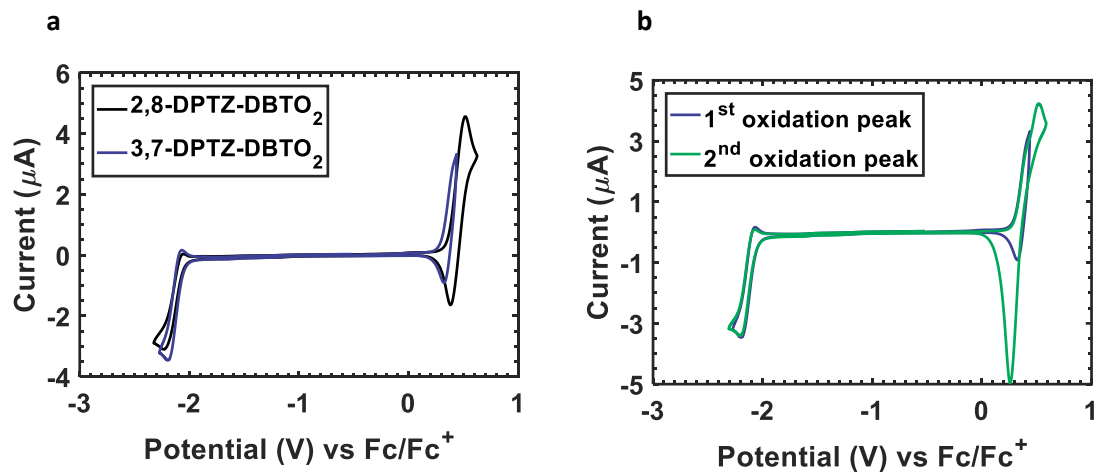 a
b
6
4
2
0
-2
-4
-3
-2
-1
0
1
Current (μA)
Potential (V) vs Fc/Fc⁺
2,8-DPTZ-DBTO₂
3,7-DPTZ-DBTO₂
5
3
1
-1
-3
-5
-3
-2
-1
0
1
Current (μA)
Potential (V) vs Fc/Fc⁺
1ˢᵗ oxidation peak
2ⁿᵈ oxidation peak